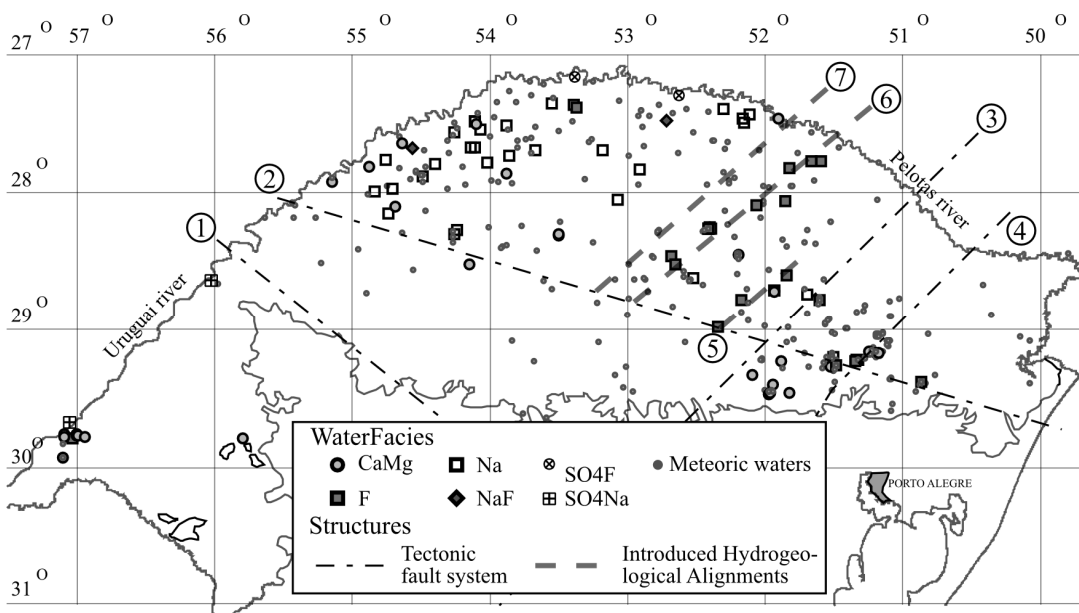 O O O O O O O O
57 56 55 54 53 52 51 50
27
O
28
O
29
O
30
O
31
O
1
2
3
4
5
6
7
Uruguai river
Pelotas river
PORTO ALEGRE
WaterFacies
CaMg Na SO4F Meteoric waters
F NaF SO4Na
Structures
Tectonic
fault system
Introduced Hydrogeo-
logical Alignments